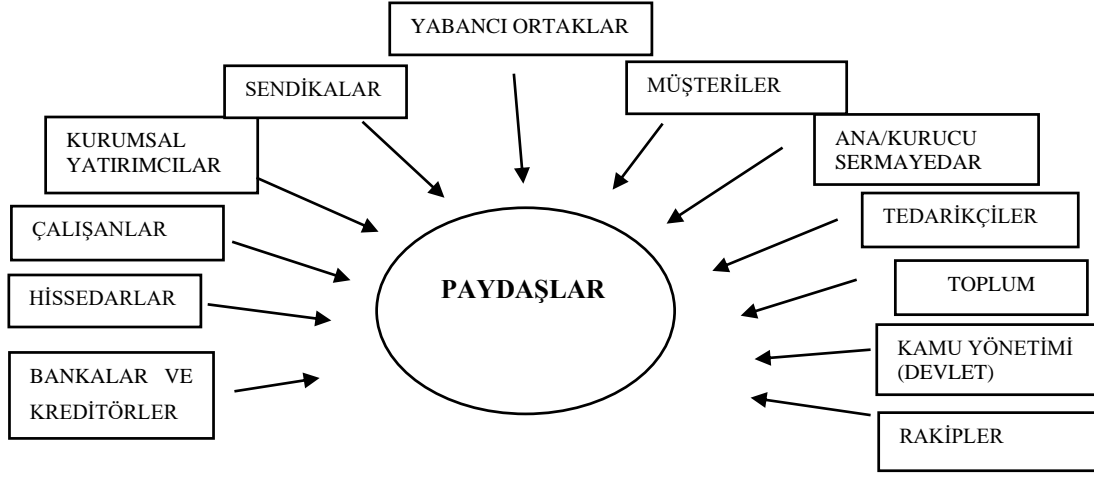 YABANCI ORTAKLAR
SENDİKALAR
MÜŞTERİLER
KURUMSAL
YATIRIMCILAR
ANA/KURUCU
SERMAYEDAR
ÇALIŞANLAR
TEDARİKÇİLER
HİSSEDARLAR
PAYDAŞLAR
TOPLUM
BANKALAR VE
KREDİTÖRLER
KAMU YÖNETİMİ
(DEVLET)
RAKİPLER